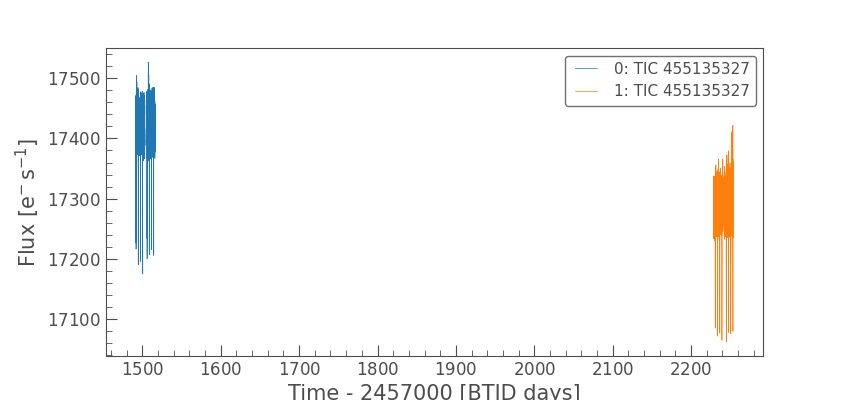 0: TIC 455135327
1: TIC 455135327
17500
17400
17300
17200
17100
Flux [e⁻ s⁻¹]
1500 1600 1700 1800 1900 2000 2100 2200
Time - 2457000 [BTJD days]